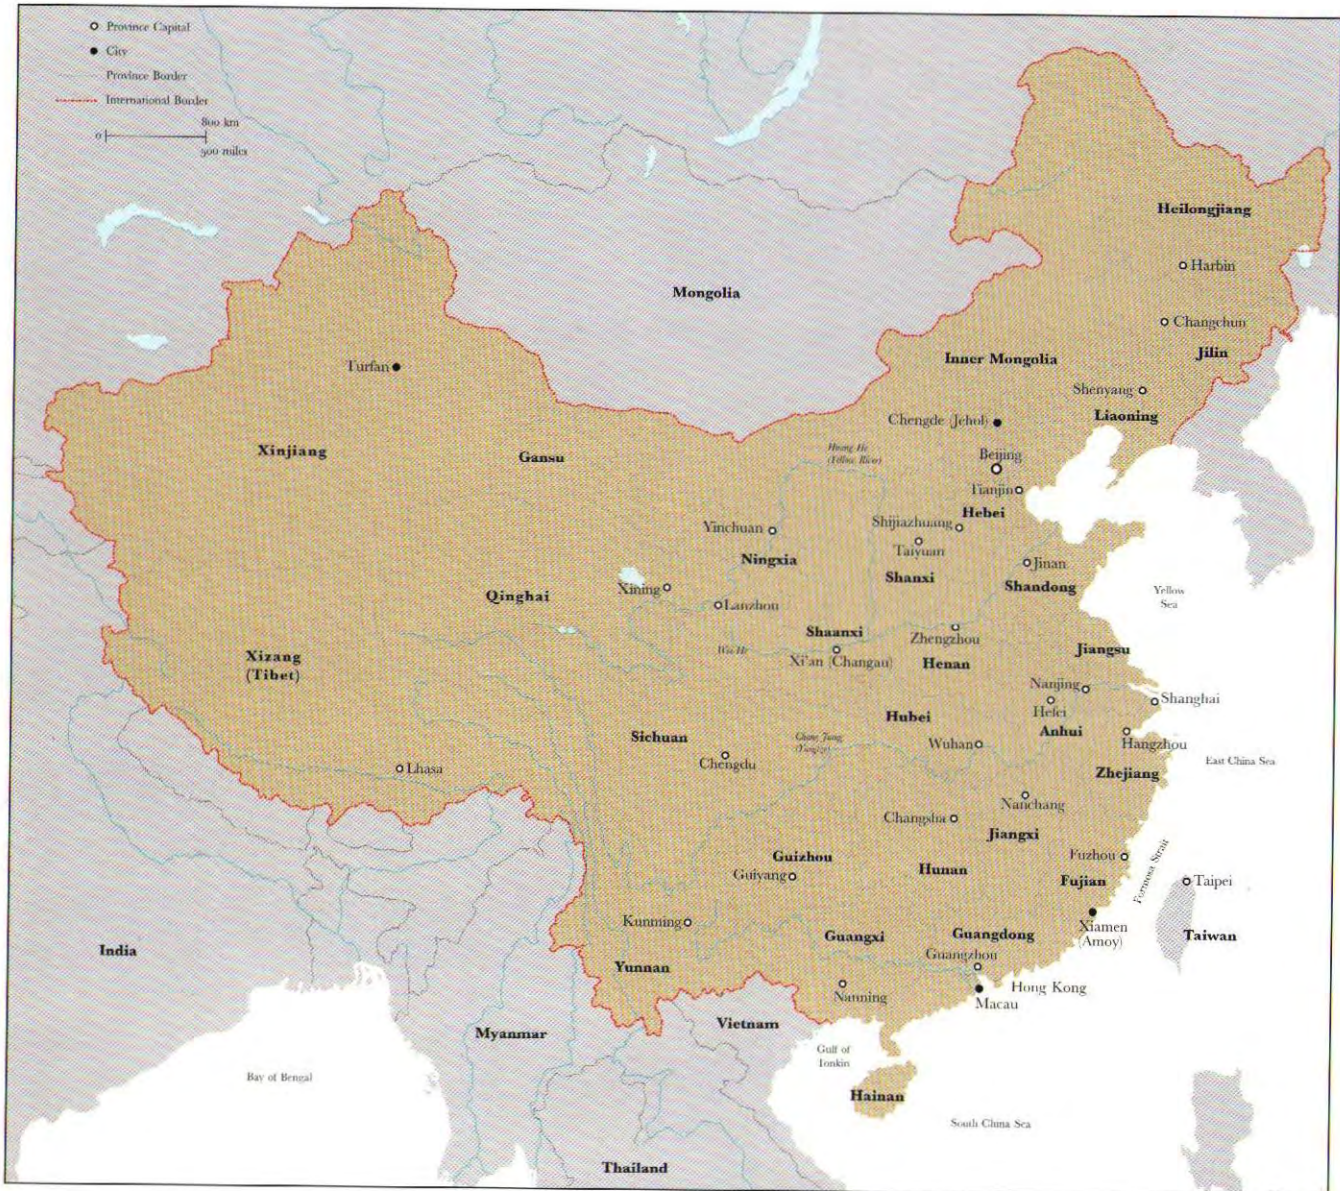 Province Capital
City
Province Border
International Border
800 km
0
500 miles
Heilongjiang
Harbin
Mongolia
Changchun
Inner Mongolia
Jilin
Turfan
Shenyang
Chengde (Jehol)
Liaoning
Xinjiang
Gansu
Huang He
(Yellow River)
Beijing
Tianjin
Hebei
Yinchuan
Shijiazhuang
Taiyuan
Ningxia
Jinan
Shanxi
Shandong
Xining
Qinghai
Lanzhou
Yellow
Sea
Shaanxi
Zhengzhou
Wei He
Xi'an (Changau)
Henan
Jiangsu
Xizang
(Tibet)
Nanjing
Shanghai
Hefei
Hubei
Anhui
Sichuan
Chang Jiang
(Yangtze)
Wuhan
Hangzhou
Chengdu
East China Sea
Lhasa
Zhejiang
Nanchang
Changsha
Jiangxi
Guizhou
Fuzhou
Formosa Strait
Guiyang
Hunan
Fujian
Taipei
Kunming
Xiamen
(Amoy)
Guangxi
Guangdong
Taiwan
India
Guangzhou
Yunnan
Nanning
Hong Kong
Macau
Myanmar
Vietnam
Gulf of
Tonkin
Bay of Bengal
Hainan
South China Sea
Thailand